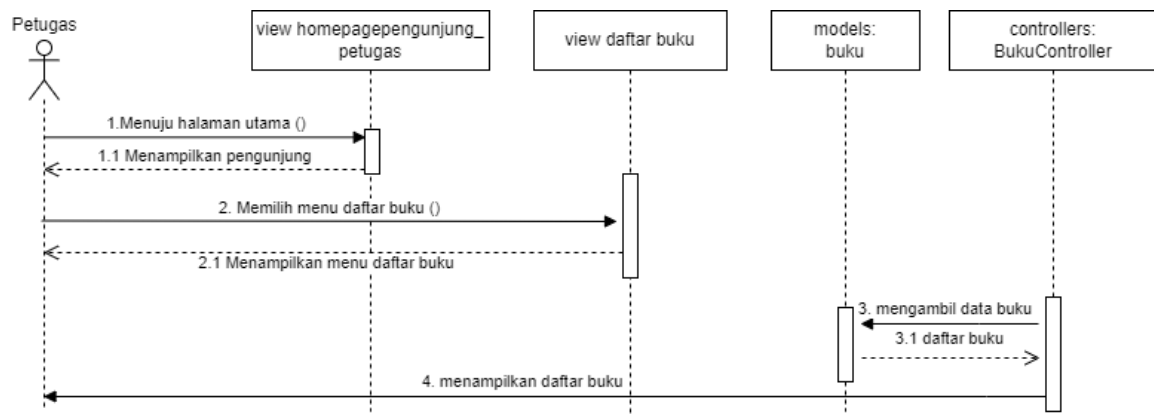 Petugas
view homepagepengunjung_
petugas
view daftar buku
models:
buku
controllers:
BukuController
1.Menuju halaman utama ()
1.1 Menampilkan pengunjung
2. Memilih menu daftar buku ()
2.1 Menampilkan menu daftar buku
3. mengambil data buku
3.1 daftar buku
4. menampilkan daftar buku